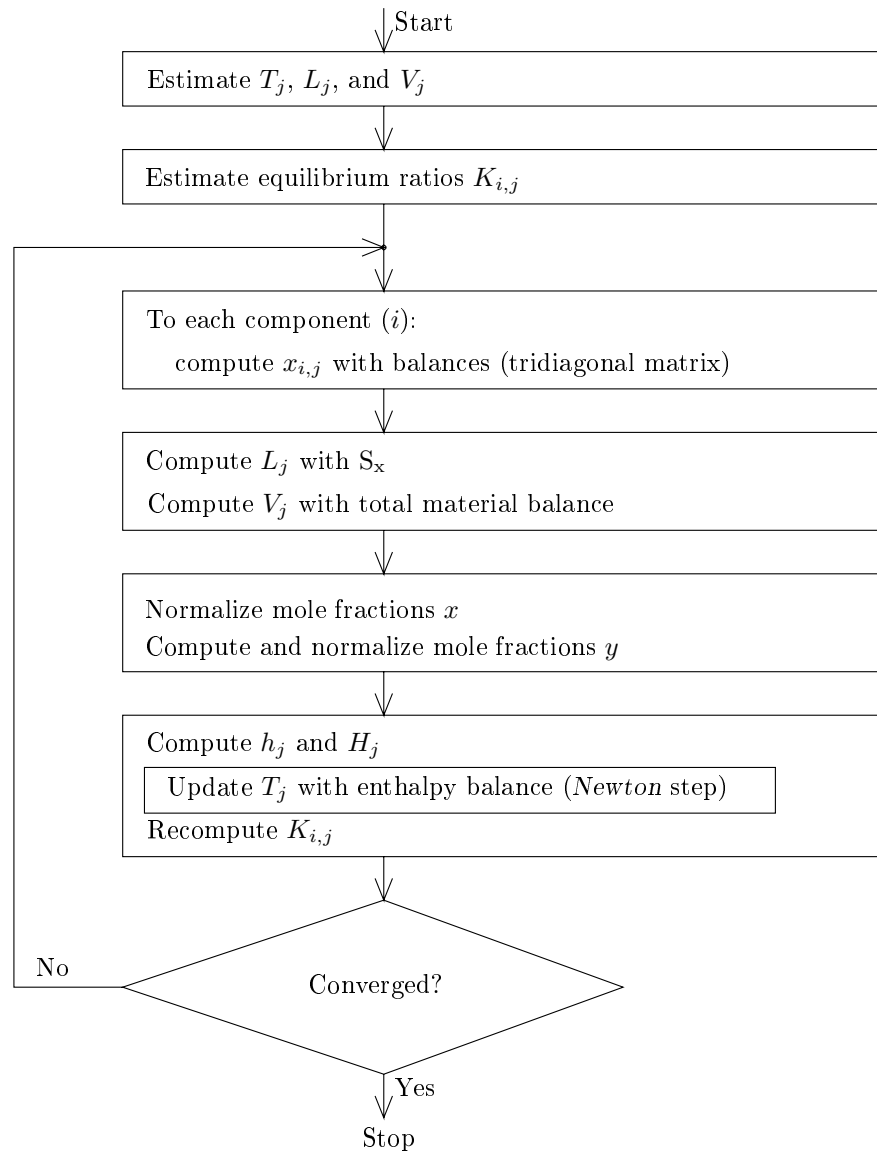 Start
Estimate T_j, L_j, and V_j
Estimate equilibrium ratios K_{i,j}
To each component (i):
compute x_{i,j} with balances (tridiagonal matrix)
Compute L_j with S_x
Compute V_j with total material balance
Normalize mole fractions x
Compute and normalize mole fractions y
Compute h_j and H_j
Update T_j with enthalpy balance (Newton step)
Recompute K_{i,j}
No
Converged?
Yes
Stop